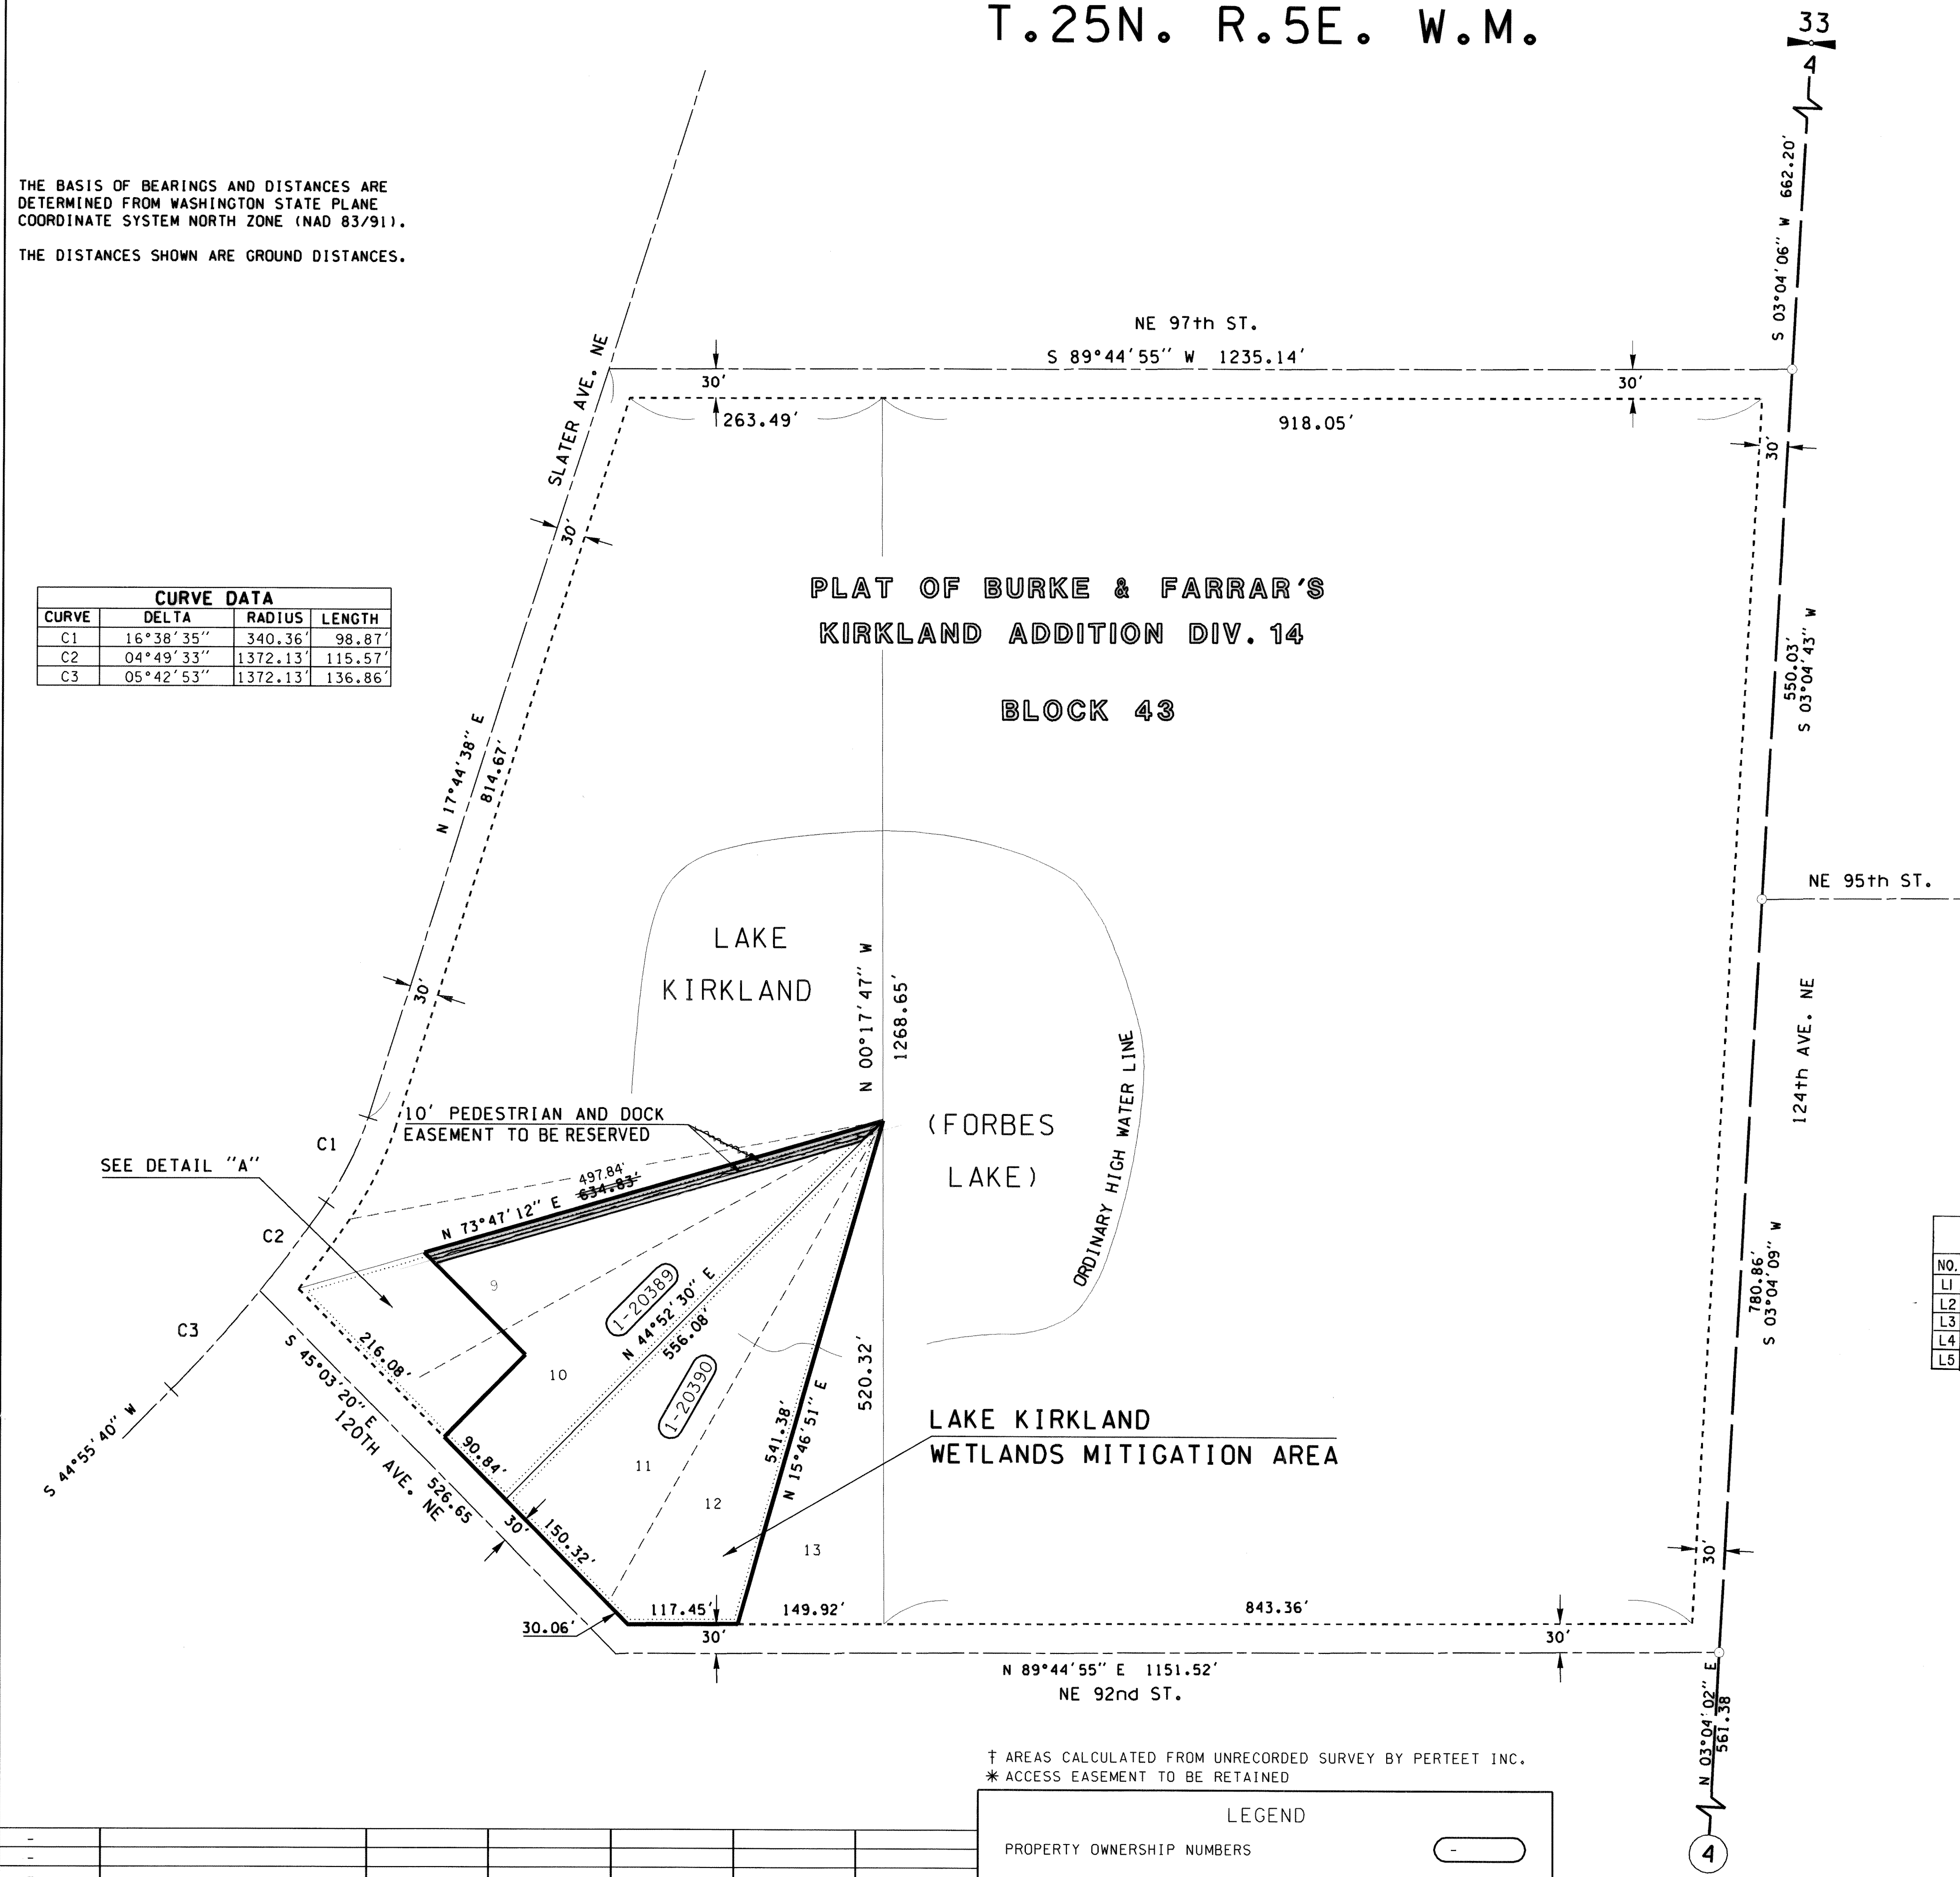 T.25N. R.5E. W.M.
33
4
S 03°04'06" W 662.20'
THE BASIS OF BEARINGS AND DISTANCES ARE
DETERMINED FROM WASHINGTON STATE PLANE
COORDINATE SYSTEM NORTH ZONE (NAD 83/91).
THE DISTANCES SHOWN ARE GROUND DISTANCES.
NE 97th ST.
S 89°44'55" W 1235.14'
30'
30'
263.49'
918.05'
30'
SLATER AVE. NE
30'
PLAT OF BURKE & FARRAR'S
KIRKLAND ADDITION DIV. 14
BLOCK 43
CURVE DATA
CURVE DELTA RADIUS LENGTH
C1 16°38'35" 340.36' 98.87'
C2 04°49'33" 1372.13' 115.57'
C3 05°42'53" 1372.13' 136.86'
550.03'
S 03°04'43" W
N 17°44'38" E
814.67'
NE 95th ST.
LAKE
KIRKLAND
N 00°17'47" W
1268.65'
30'
124th AVE. NE
ORDINARY HIGH WATER LINE
(FORBES
LAKE)
10' PEDESTRIAN AND DOCK
EASEMENT TO BE RESERVED
C1
SEE DETAIL "A"
497.84'
N 73°47'12" E 634.83'
C2
9
780.86'
S 03°04'09" W
NO.
L1
L2
L3
L4
L5
1-20389
N 44°52'30" E
556.08'
C3
216.08'
S 45°03'20" E
120TH AVE. NE
526.65
S 44°55'40" W
10
1-20390
520.32'
541.38'
N 15°46'51" E
LAKE KIRKLAND
WETLANDS MITIGATION AREA
90.84'
11
12
13
30'
150.32'
30'
117.45'
149.92'
843.36'
30.06'
30'
30'
N 89°44'55" E 1151.52'
NE 92nd ST.
N 03°04'02" E
561.38
† AREAS CALCULATED FROM UNRECORDED SURVEY BY PERTEET INC.
* ACCESS EASEMENT TO BE RETAINED
LEGEND
PROPERTY OWNERSHIP NUMBERS -
4
-
-